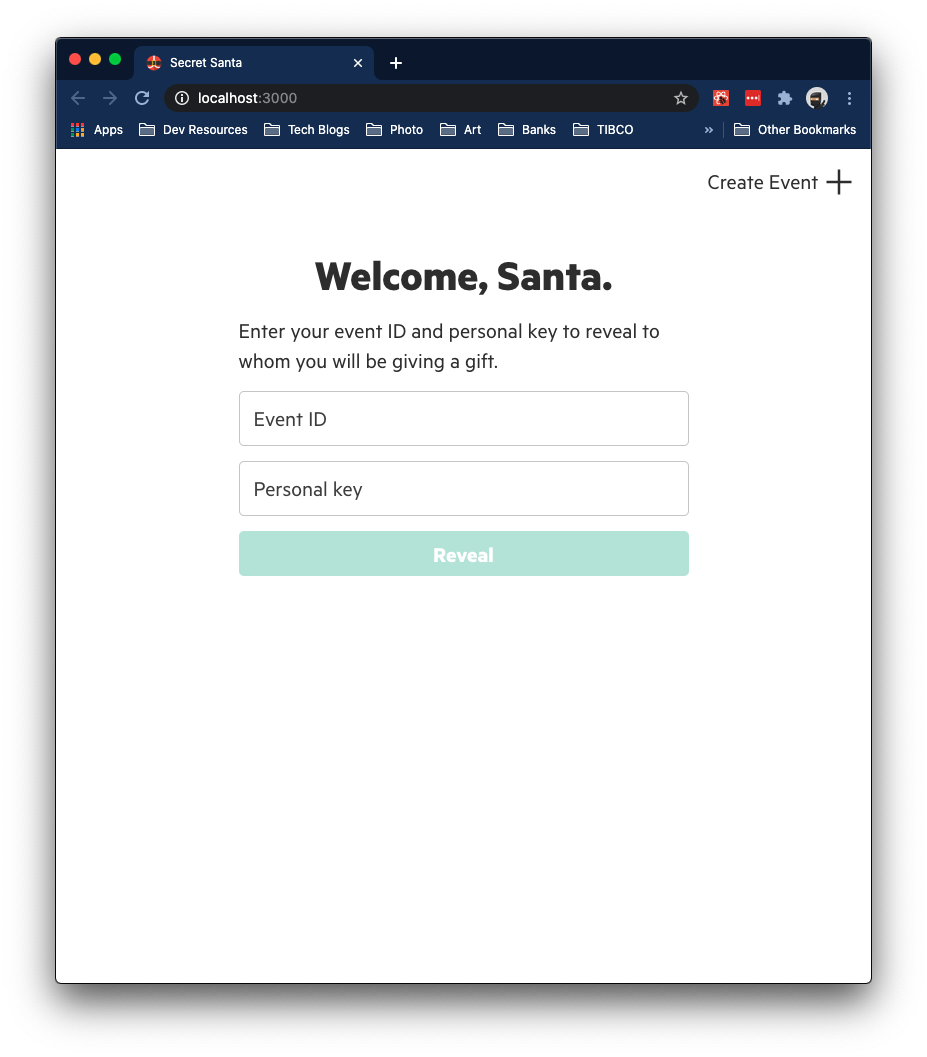 Secret Santa
localhost:3000
Apps Dev Resources Tech Blogs Photo Art Banks TIBCO » Other Bookmarks
Create Event
Welcome, Santa.
Enter your event ID and personal key to reveal to
whom you will be giving a gift.
Event ID
Personal key
Reveal